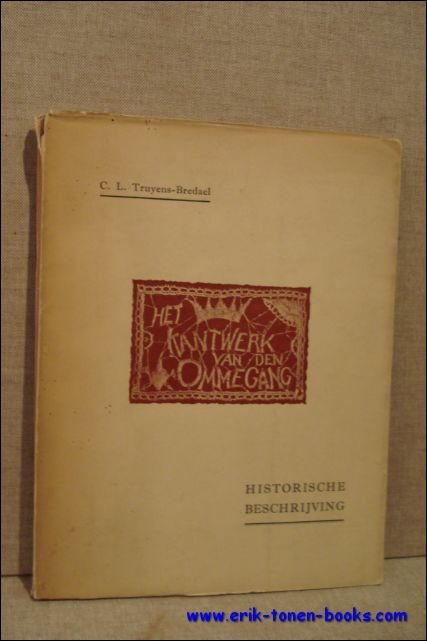 C. L. Truyens-Bredael
HET
KANTWERK
VAN DEN
OMMEGANG
HISTORISCHE
BESCHRIJVING
www.erik-tonen-books.com